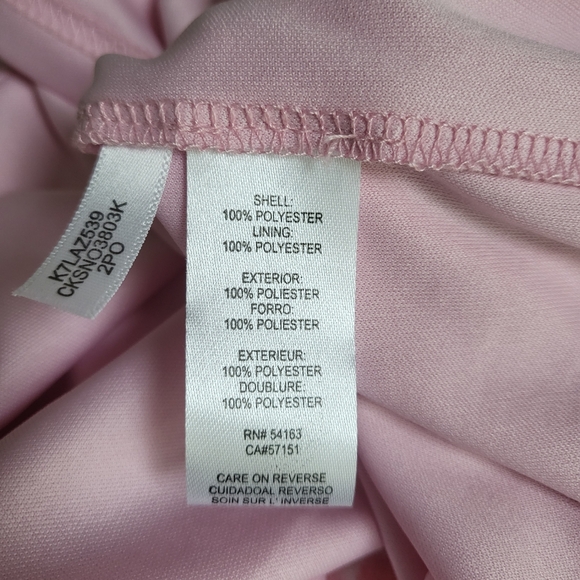 K7LAZ539
CKSNO3803K
2PO
SHELL:
100% POLYESTER
LINING:
100% POLYESTER
EXTERIOR:
100% POLIESTER
FORRO:
100% POLIESTER
EXTERIEUR:
100% POLYESTER
DOUBLURE:
100% POLYESTER
RN# 54163
CA#57151
CARE ON REVERSE
CUIDADOAL REVERSO
SOIN SUR L' INVERSE